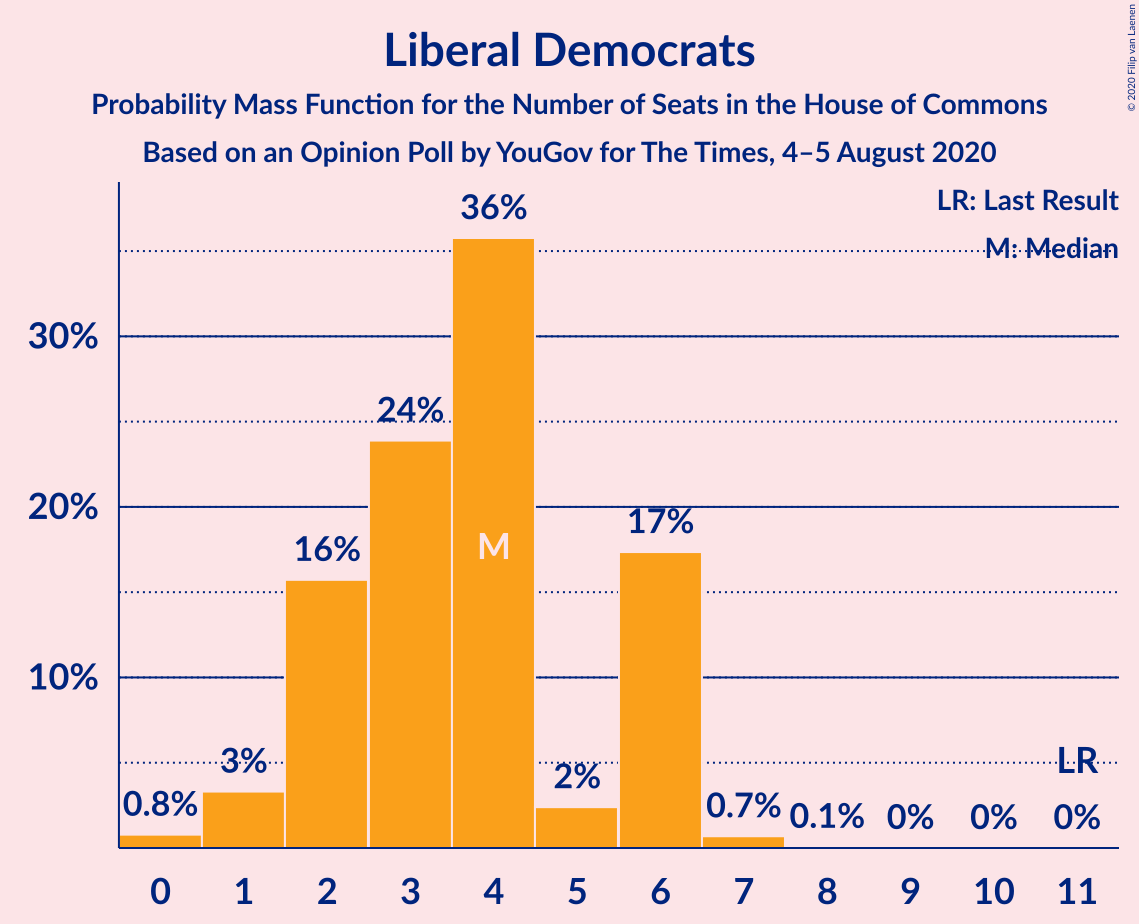 Liberal Democrats
Probability Mass Function for the Number of Seats in the House of Commons
Based on an Opinion Poll by YouGov for The Times, 4–5 August 2020
© 2020 Filip van Laenen
LR: Last Result
M: Median
36%
30%
24%
20%
17%
16%
M
10%
3%
2%
LR
0.8%
0.7%
0.1%
0%
0%
0%
0 1 2 3 4 5 6 7 8 9 10 11